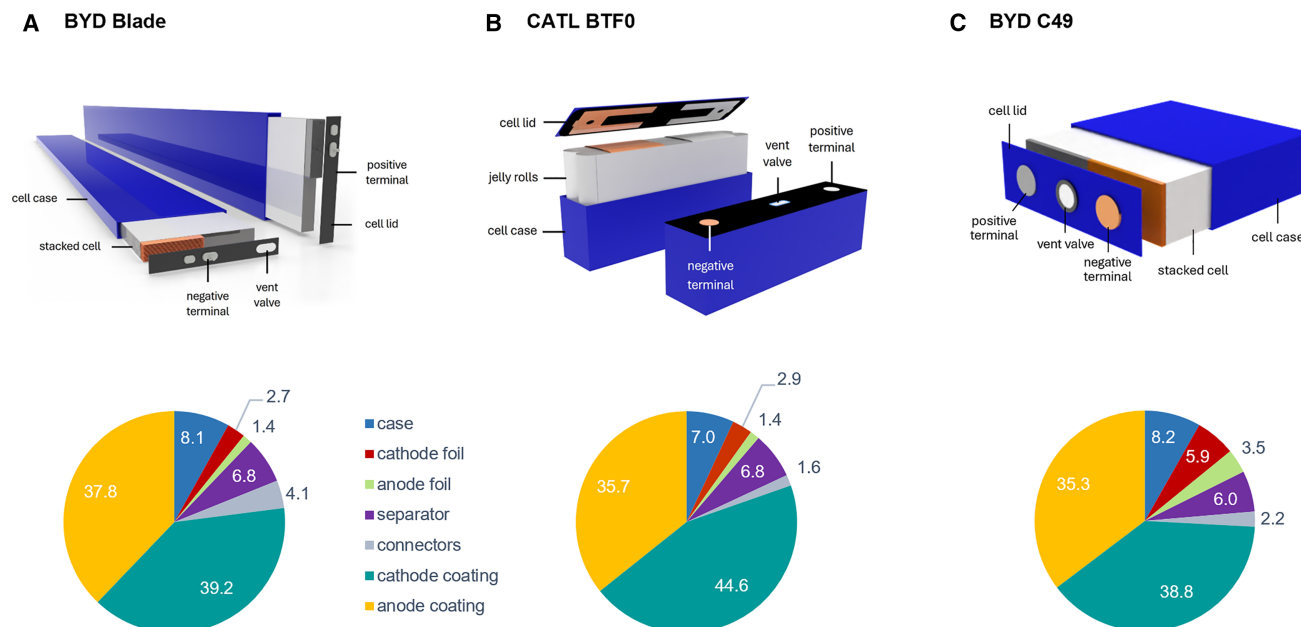 A BYD Blade
B CATL BTF0
C BYD C49
cell case
stacked cell
positive
terminal
cell lid
negative
terminal
vent
valve
cell lid
jelly rolls
cell case
vent
valve
positive
terminal
negative
terminal
cell lid
positive
terminal
vent valve
negative
terminal
stacked cell
cell case
2.7
8.1
1.4
6.8
4.1
37.8
39.2
case
cathode foil
anode foil
separator
connectors
cathode coating
anode coating
2.9
7.0
1.4
6.8
1.6
35.7
44.6
8.2
5.9
3.5
6.0
2.2
35.3
38.8